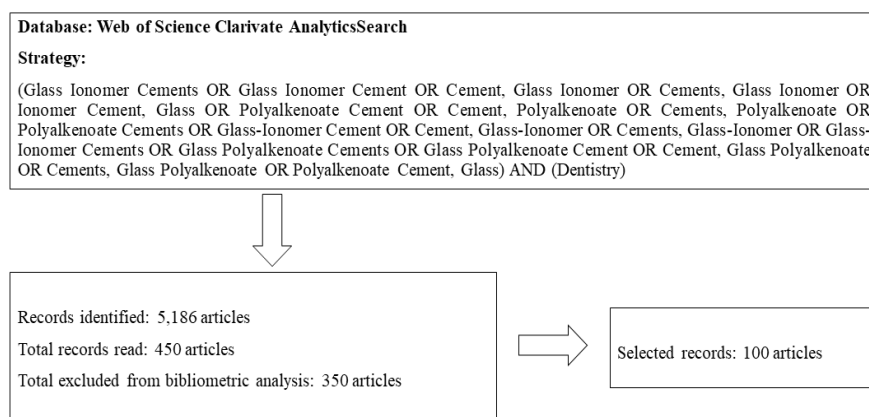 Database: Web of Science Clarivate AnalyticsSearch
Strategy:
(Glass Ionomer Cements OR Glass Ionomer Cement OR Cement, Glass Ionomer OR Cements, Glass Ionomer OR
Ionomer Cement, Glass OR Polyalkenoate Cement OR Cement, Polyalkenoate OR Cements, Polyalkenoate OR
Polyalkenoate Cements OR Glass-Ionomer Cement OR Cement, Glass-Ionomer OR Cements, Glass-Ionomer OR Glass-
Ionomer Cements OR Glass Polyalkenoate Cements OR Glass Polyalkenoate Cement OR Cement, Glass Polyalkenoate
OR Cements, Glass Polyalkenoate OR Polyalkenoate Cement, Glass) AND (Dentistry)
Records identified: 5,186 articles
Total records read: 450 articles
Total excluded from bibliometric analysis: 350 articles
Selected records: 100 articles